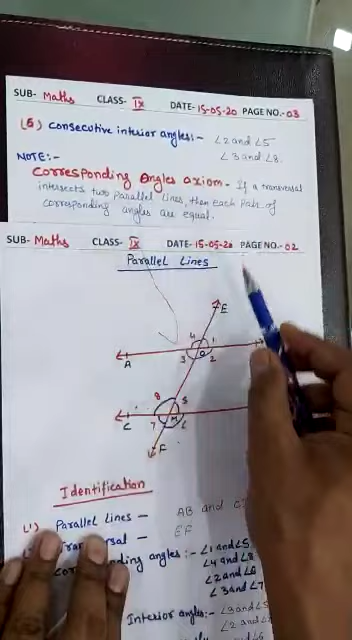 SUB- Maths CLASS- IX DATE- 15-05-20 PAGE NO.- 03
(5) Consecutive interior angles:- ∠2 and ∠5
∠3 and ∠8.
NOTE:-
Corresponding Angles axiom - If a transversal
intersects two parallel lines, then each pair of
corresponding angles are equal.
SUB- Maths CLASS- IX DATE- 15-05-20 PAGE NO.- 02
Parallel Lines
E
4 1
3 2
A
8 5
C 7 M 6
F
Identification
(1) Parallel lines - AB and
EF
angles:- ∠1 and ∠5
∠4 and ∠8
∠2 and ∠6
∠3 and ∠7
Interior angles:- ∠3 and ∠5
∠2 and